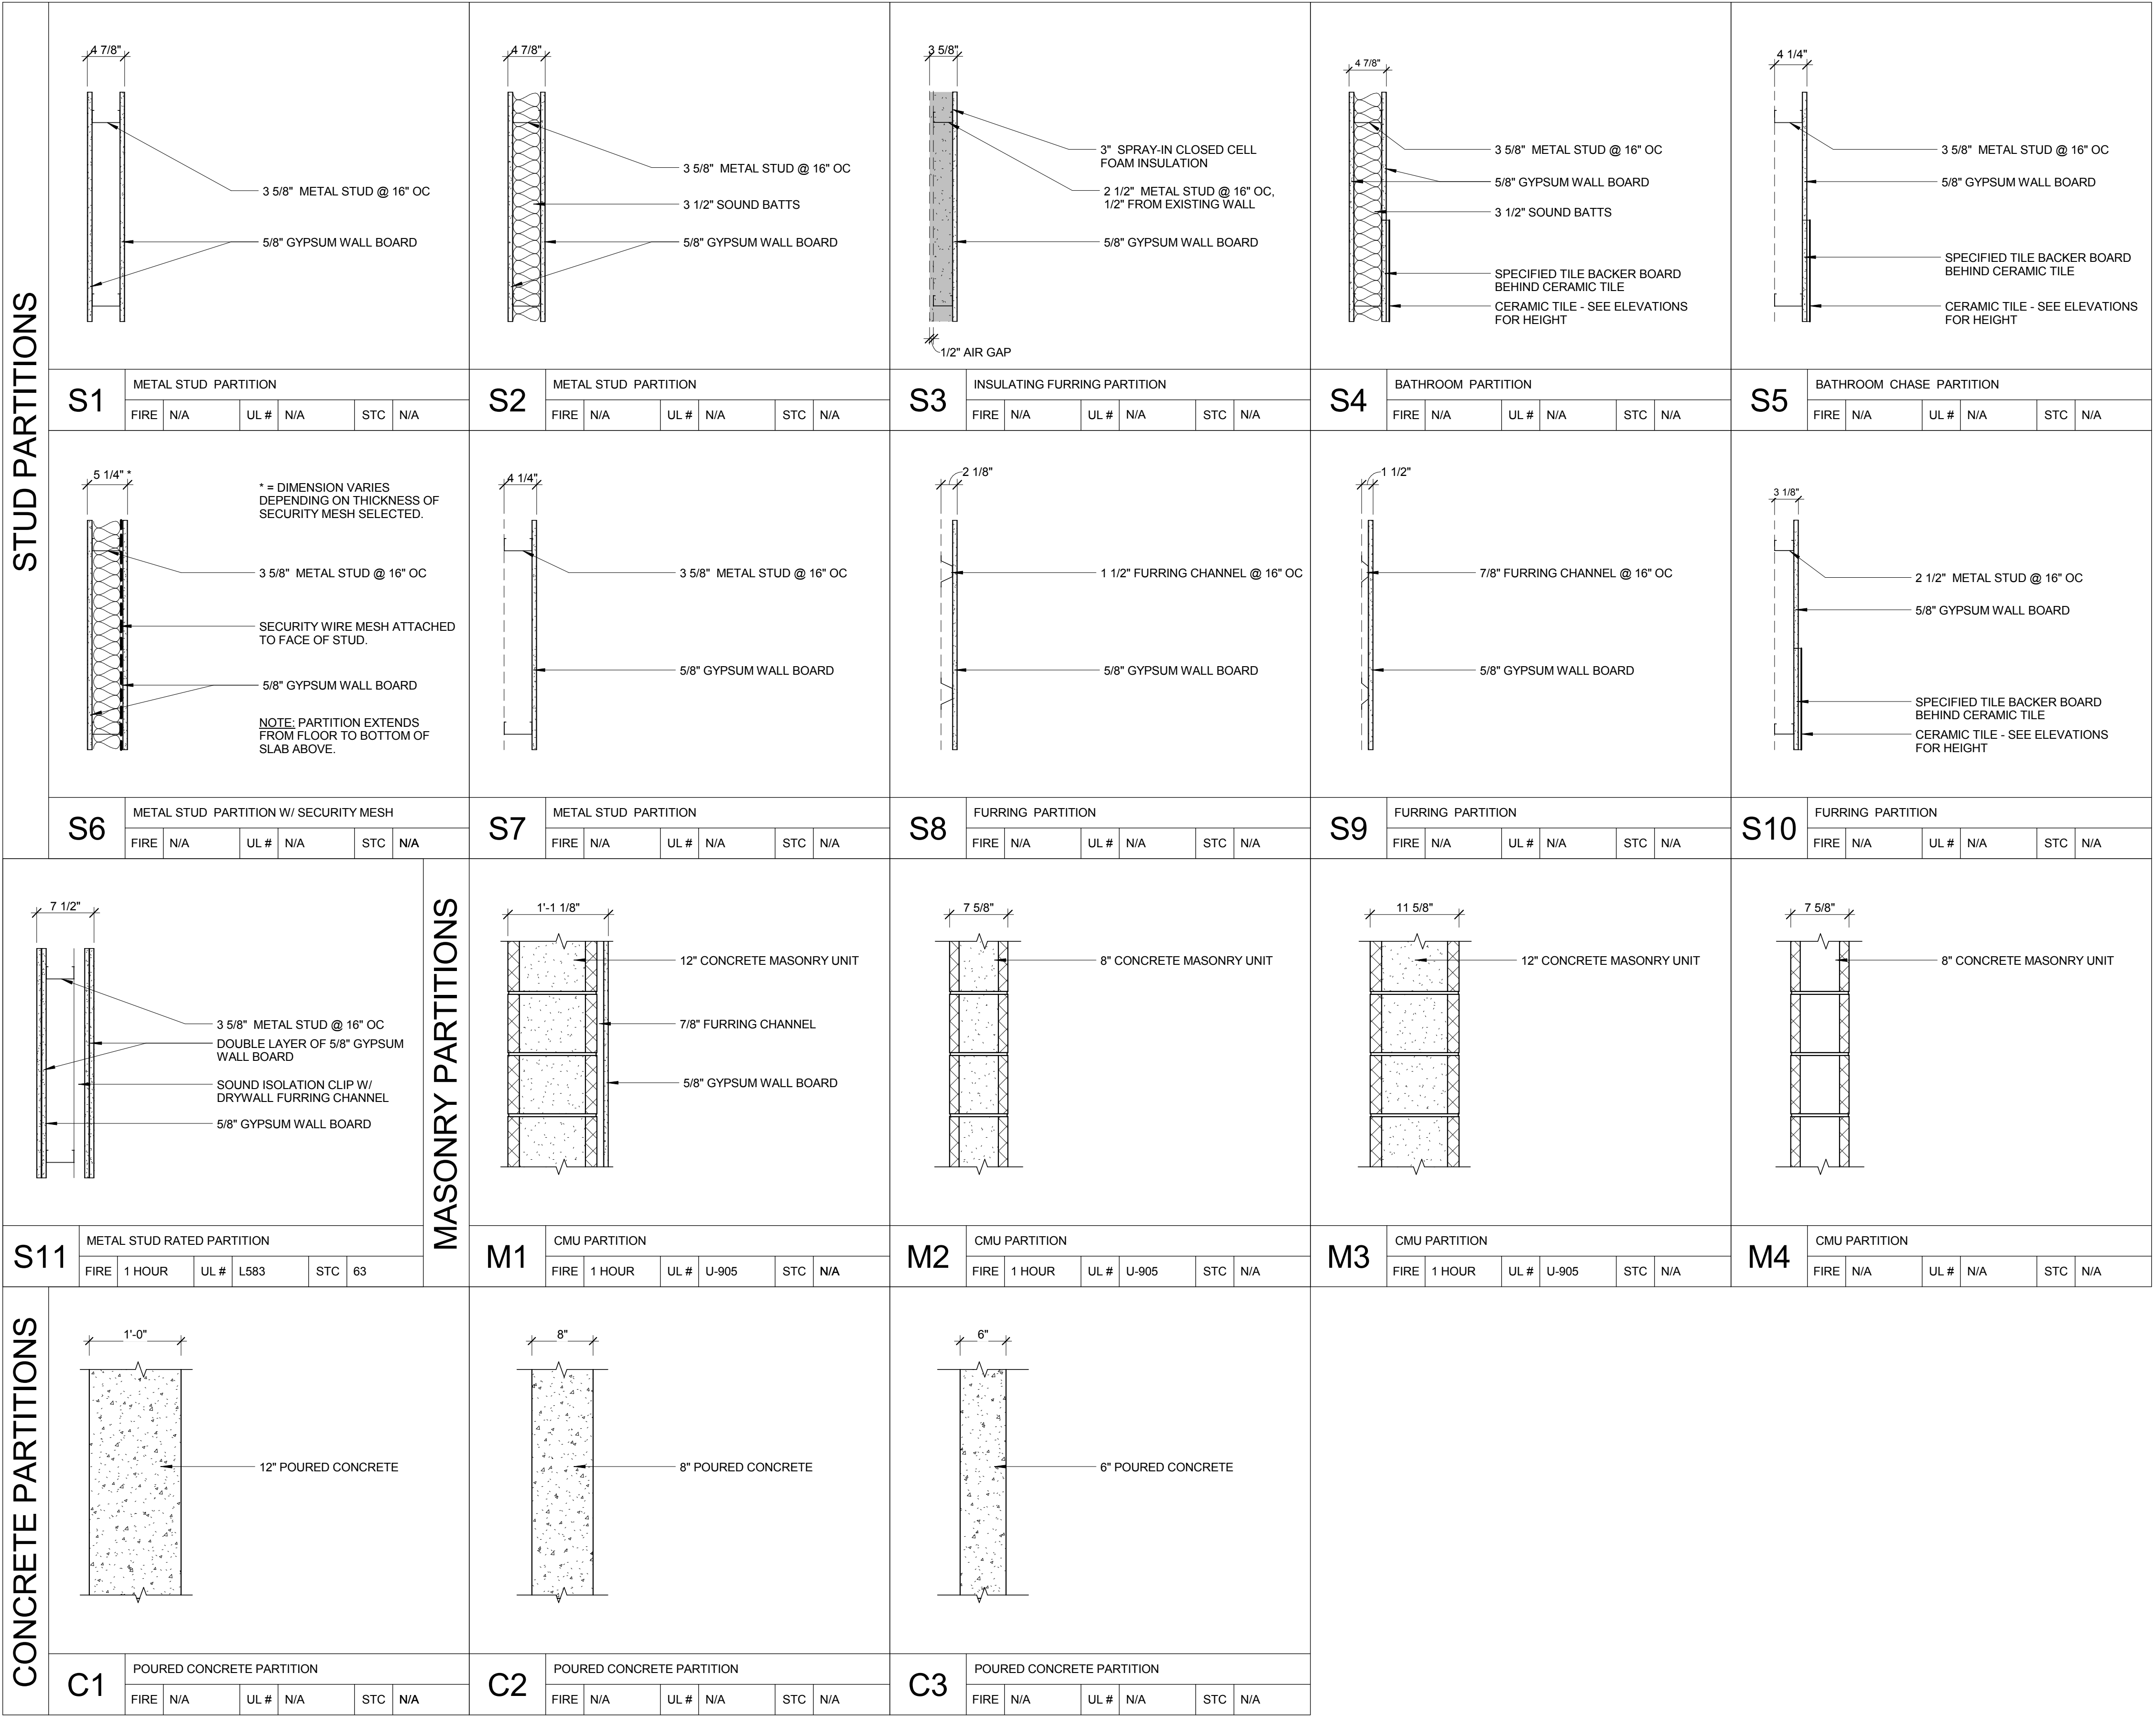 STUD PARTITIONS
4 7/8"
3 5/8" METAL STUD @ 16" OC
5/8" GYPSUM WALL BOARD
S1
METAL STUD PARTITION
FIRE N/A UL # N/A STC N/A
4 7/8"
3 5/8" METAL STUD @ 16" OC
3 1/2" SOUND BATTS
5/8" GYPSUM WALL BOARD
S2
METAL STUD PARTITION
FIRE N/A UL # N/A STC N/A
3 5/8"
3" SPRAY-IN CLOSED CELL
FOAM INSULATION
2 1/2" METAL STUD @ 16" OC,
1/2" FROM EXISTING WALL
5/8" GYPSUM WALL BOARD
1/2" AIR GAP
S3
INSULATING FURRING PARTITION
FIRE N/A UL # N/A STC N/A
4 7/8"
3 5/8" METAL STUD @ 16" OC
5/8" GYPSUM WALL BOARD
3 1/2" SOUND BATTS
SPECIFIED TILE BACKER BOARD
BEHIND CERAMIC TILE
CERAMIC TILE - SEE ELEVATIONS
FOR HEIGHT
S4
BATHROOM PARTITION
FIRE N/A UL # N/A STC N/A
4 1/4"
3 5/8" METAL STUD @ 16" OC
5/8" GYPSUM WALL BOARD
SPECIFIED TILE BACKER BOARD
BEHIND CERAMIC TILE
CERAMIC TILE - SEE ELEVATIONS
FOR HEIGHT
S5
BATHROOM CHASE PARTITION
FIRE N/A UL # N/A STC N/A
5 1/4" *
* = DIMENSION VARIES
DEPENDING ON THICKNESS OF
SECURITY MESH SELECTED.
3 5/8" METAL STUD @ 16" OC
SECURITY WIRE MESH ATTACHED
TO FACE OF STUD.
5/8" GYPSUM WALL BOARD
NOTE: PARTITION EXTENDS
FROM FLOOR TO BOTTOM OF
SLAB ABOVE.
S6
METAL STUD PARTITION W/ SECURITY MESH
FIRE N/A UL # N/A STC N/A
4 1/4"
3 5/8" METAL STUD @ 16" OC
5/8" GYPSUM WALL BOARD
S7
METAL STUD PARTITION
FIRE N/A UL # N/A STC N/A
2 1/8"
1 1/2" FURRING CHANNEL @ 16" OC
5/8" GYPSUM WALL BOARD
S8
FURRING PARTITION
FIRE N/A UL # N/A STC N/A
1 1/2"
7/8" FURRING CHANNEL @ 16" OC
5/8" GYPSUM WALL BOARD
S9
FURRING PARTITION
FIRE N/A UL # N/A STC N/A
3 1/8"
2 1/2" METAL STUD @ 16" OC
5/8" GYPSUM WALL BOARD
SPECIFIED TILE BACKER BOARD
BEHIND CERAMIC TILE
CERAMIC TILE - SEE ELEVATIONS
FOR HEIGHT
S10
FURRING PARTITION
FIRE N/A UL # N/A STC N/A
7 1/2"
3 5/8" METAL STUD @ 16" OC
DOUBLE LAYER OF 5/8" GYPSUM
WALL BOARD
SOUND ISOLATION CLIP W/
DRYWALL FURRING CHANNEL
5/8" GYPSUM WALL BOARD
S11
METAL STUD RATED PARTITION
FIRE 1 HOUR UL # L583 STC 63
MASONRY PARTITIONS
1'-1 1/8"
12" CONCRETE MASONRY UNIT
7/8" FURRING CHANNEL
5/8" GYPSUM WALL BOARD
M1
CMU PARTITION
FIRE 1 HOUR UL # U-905 STC N/A
7 5/8"
8" CONCRETE MASONRY UNIT
M2
CMU PARTITION
FIRE 1 HOUR UL # U-905 STC N/A
11 5/8"
12" CONCRETE MASONRY UNIT
M3
CMU PARTITION
FIRE 1 HOUR UL # U-905 STC N/A
7 5/8"
8" CONCRETE MASONRY UNIT
M4
CMU PARTITION
FIRE N/A UL # N/A STC N/A
CONCRETE PARTITIONS
1'-0"
12" POURED CONCRETE
C1
POURED CONCRETE PARTITION
FIRE N/A UL # N/A STC N/A
8"
8" POURED CONCRETE
C2
POURED CONCRETE PARTITION
FIRE N/A UL # N/A STC N/A
6"
6" POURED CONCRETE
C3
POURED CONCRETE PARTITION
FIRE N/A UL # N/A STC N/A